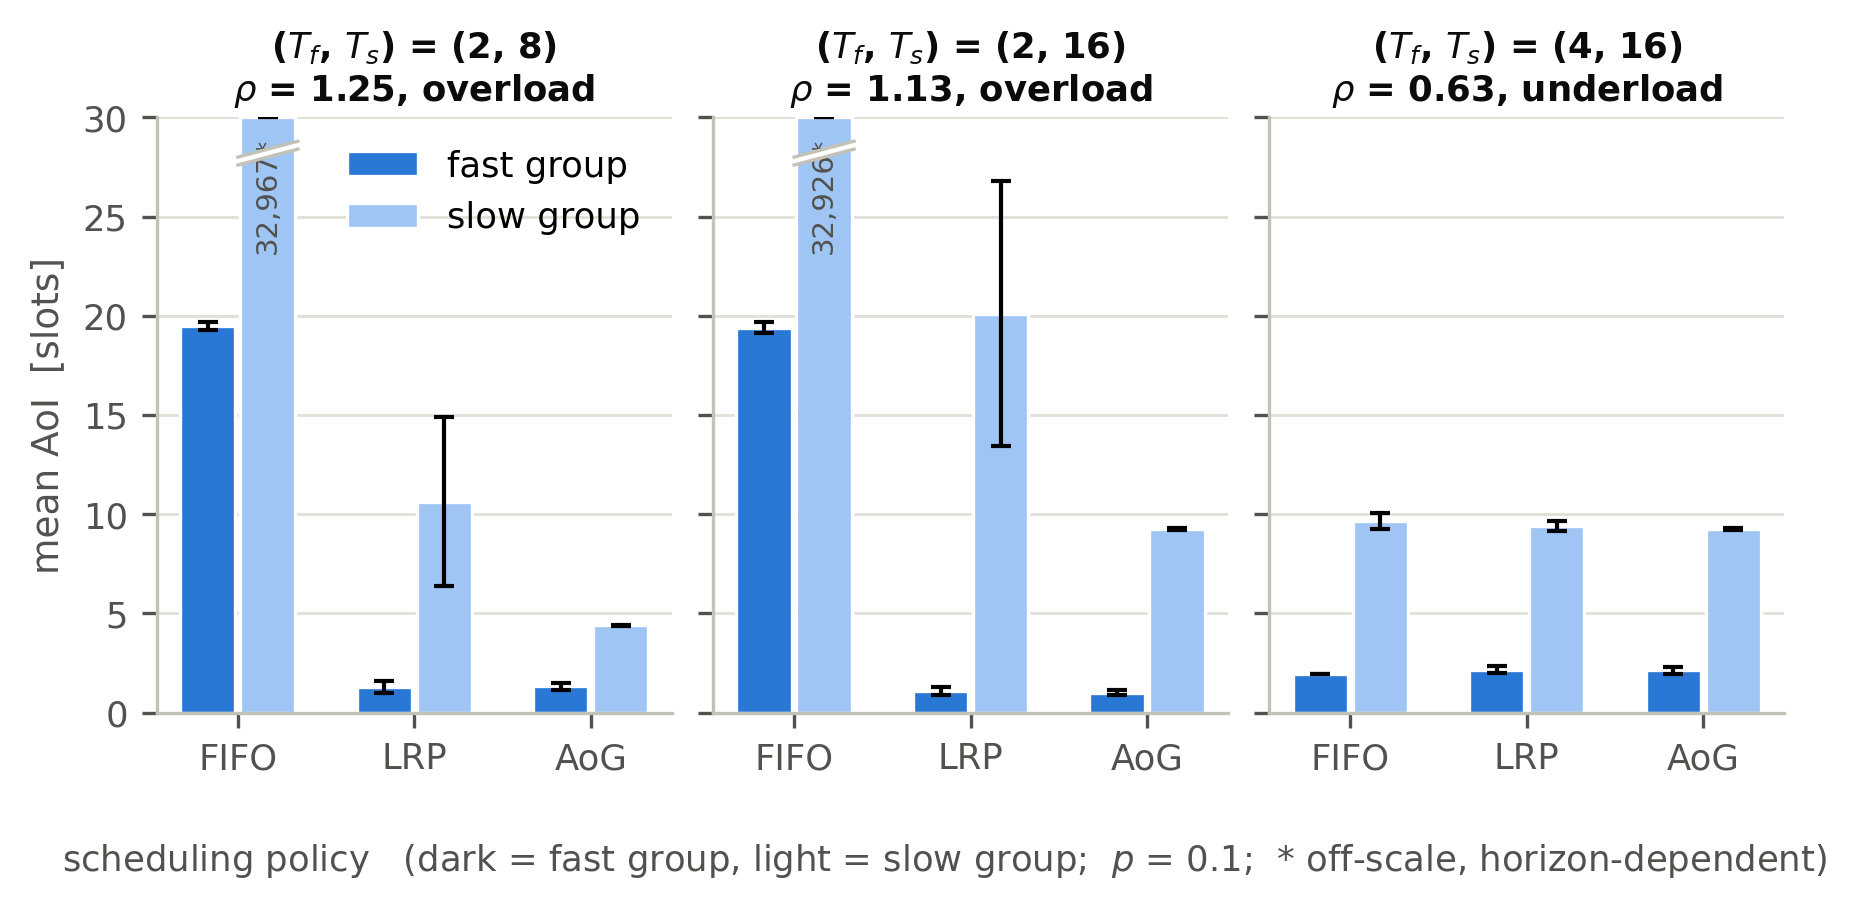 (T_f, T_s) = (2, 8)
ρ = 1.25, overload
(T_f, T_s) = (2, 16)
ρ = 1.13, overload
(T_f, T_s) = (4, 16)
ρ = 0.63, underload
mean AoI [slots]
30
25
20
15
10
5
0
32,967*
fast group
slow group
32,926*
FIFO LRP AoG
FIFO LRP AoG
FIFO LRP AoG
scheduling policy (dark = fast group, light = slow group; p = 0.1; * off-scale, horizon-dependent)